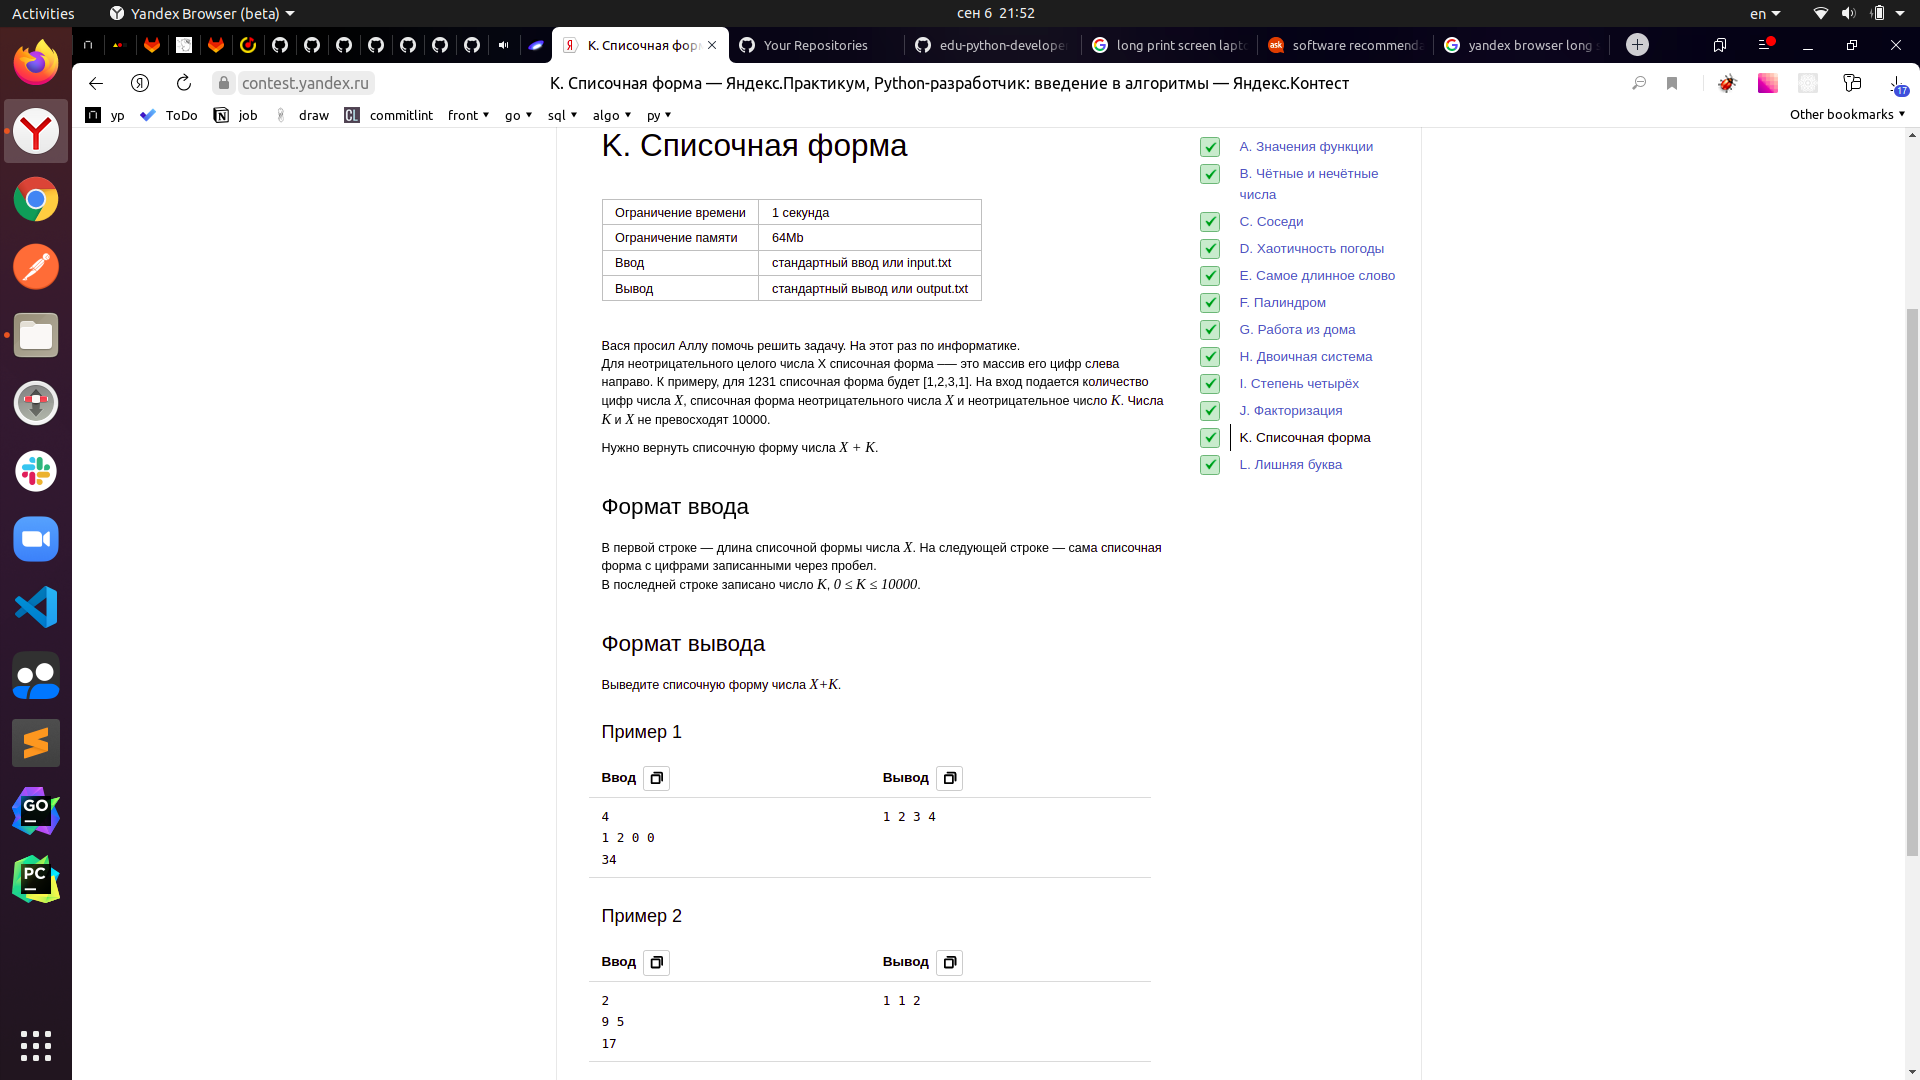 Activities
Yandex Browser (beta)
сен 6 21:52
en
K. Списочная фор
Your Repositories
edu-python-develope
long print screen lapt
ask
software recommenda
yandex browser long s
contest.yandex.ru
K. Списочная форма — Яндекс.Практикум, Python-разработчик: введение в алгоритмы — Яндекс.Контест
17
yp
ToDo
job
draw
CL
commitlint
front
go
sql
algo
py
Other bookmarks
K. Списочная форма
Ограничение времени 1 секунда
Ограничение памяти 64Mb
Ввод стандартный ввод или input.txt
Вывод стандартный вывод или output.txt
Вася просил Аллу помочь решить задачу. На этот раз по информатике.
Для неотрицательного целого числа X списочная форма –— это массив его цифр слева
направо. К примеру, для 1231 списочная форма будет [1,2,3,1]. На вход подается количество
цифр числа X, списочная форма неотрицательного числа X и неотрицательное число K. Числа
K и X не превосходят 10000.
Нужно вернуть списочную форму числа X + K.
Формат ввода
В первой строке — длина списочной формы числа X. На следующей строке — сама списочная
форма с цифрами записанными через пробел.
В последней строке записано число K, 0 ≤ K ≤ 10000.
Формат вывода
Выведите списочную форму числа X+K.
Пример 1
Ввод Вывод
4 1 2 3 4
1 2 0 0
34
Пример 2
Ввод Вывод
2 1 1 2
9 5
17
A. Значения функции
B. Чётные и нечётные
числа
C. Соседи
D. Хаотичность погоды
E. Самое длинное слово
F. Палиндром
G. Работа из дома
H. Двоичная система
I. Степень четырёх
J. Факторизация
K. Списочная форма
L. Лишняя буква
GO
PC